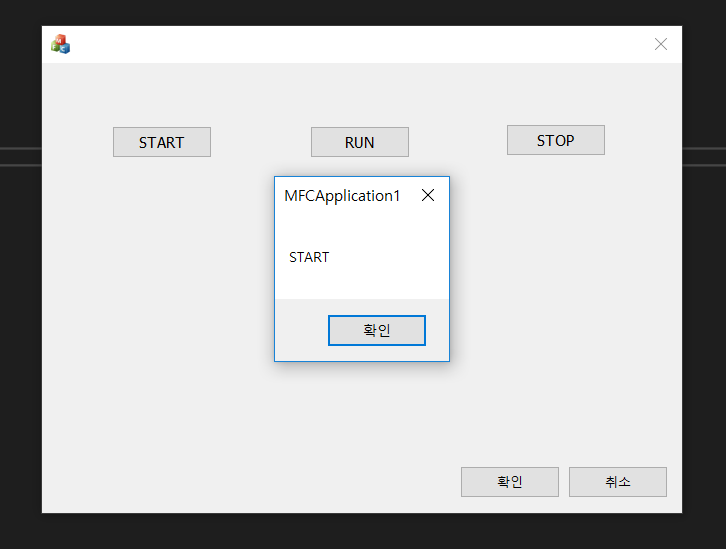 START
RUN
STOP
MFCApplication1
START
확인
확인
취소